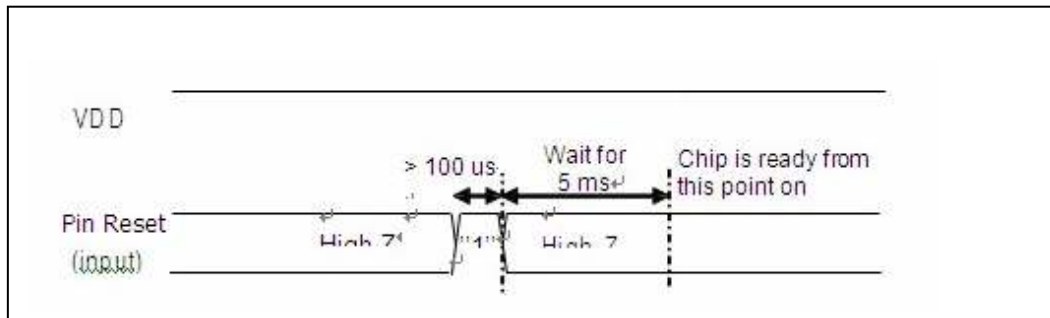 VDD
> 100 us
Wait for
5 ms↵
Chip is ready from
this point on
Pin Reset
(input)
High Z
"1"
High Z